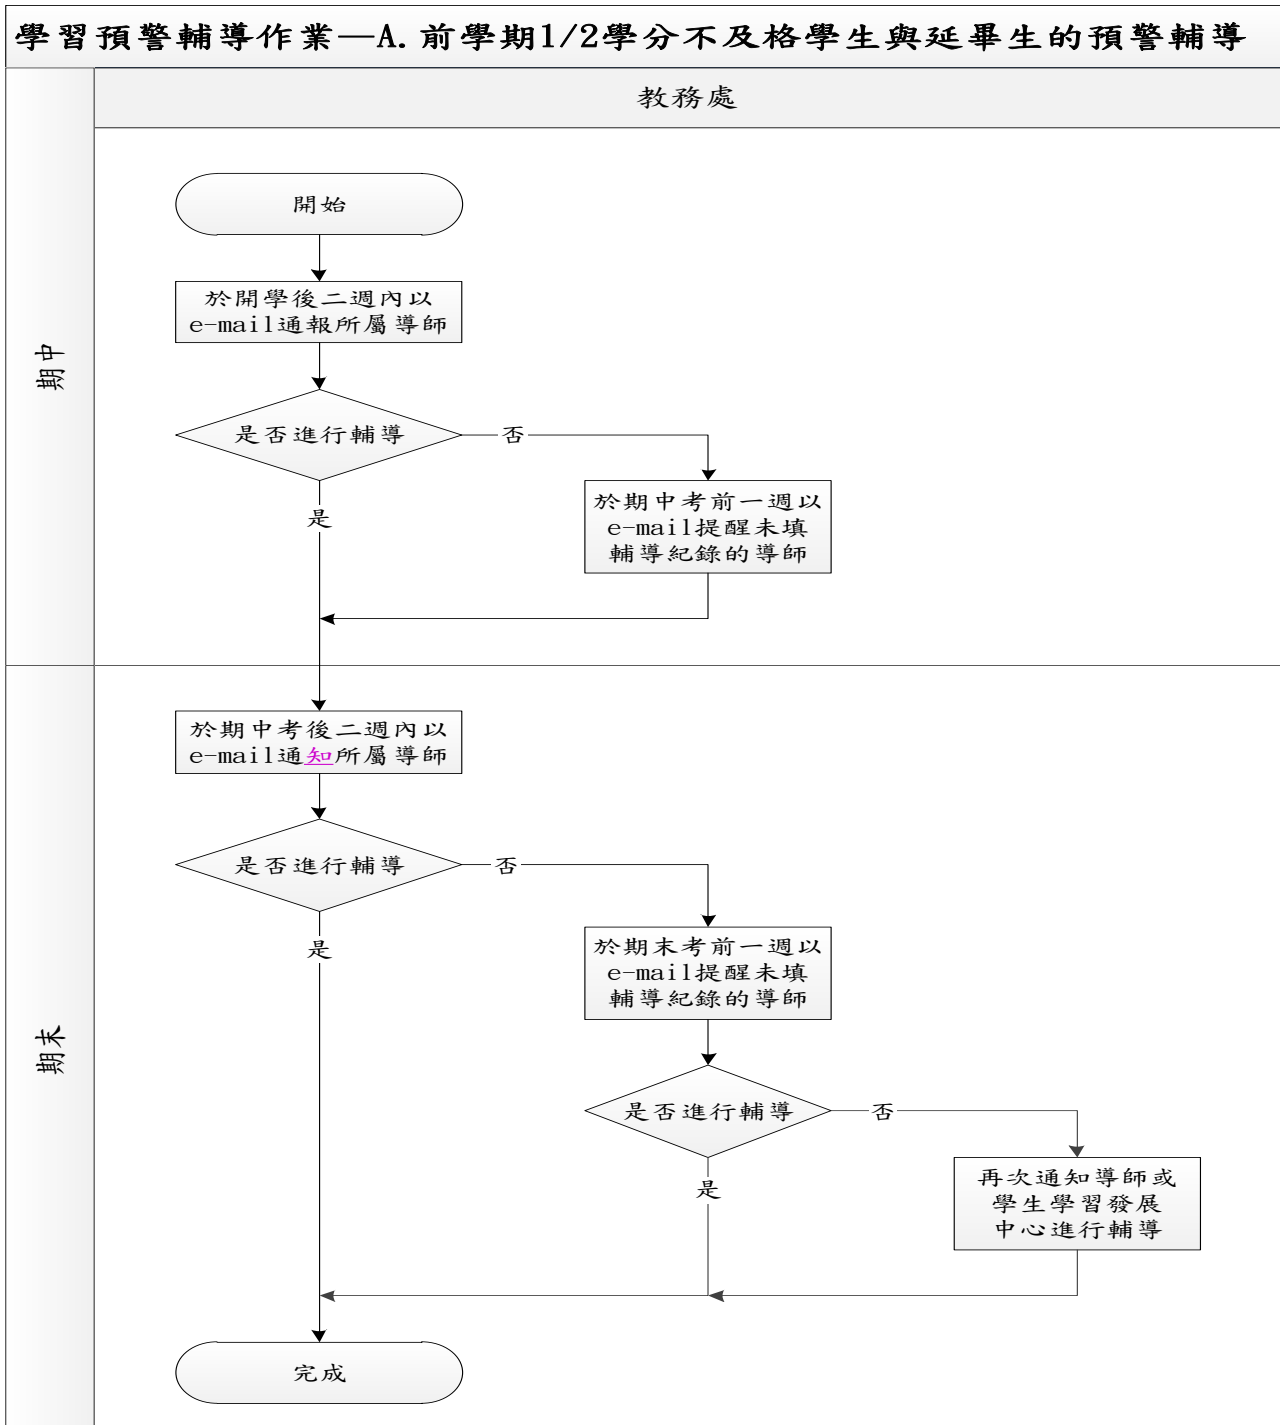 學習預警輔導作業—A.前學期1/2學分不及格學生與延畢生的預警輔導
教務處
期中
開始
於開學後二週內以
e-mail通報所屬導師
是否進行輔導
否
是
於期中考前一週以
e-mail提醒未填
輔導紀錄的導師
期末
於期中考後二週內以
e-mail通知所屬導師
是否進行輔導
否
是
於期末考前一週以
e-mail提醒未填
輔導紀錄的導師
是否進行輔導
否
是
再次通知導師或
學生學習發展
中心進行輔導
完成